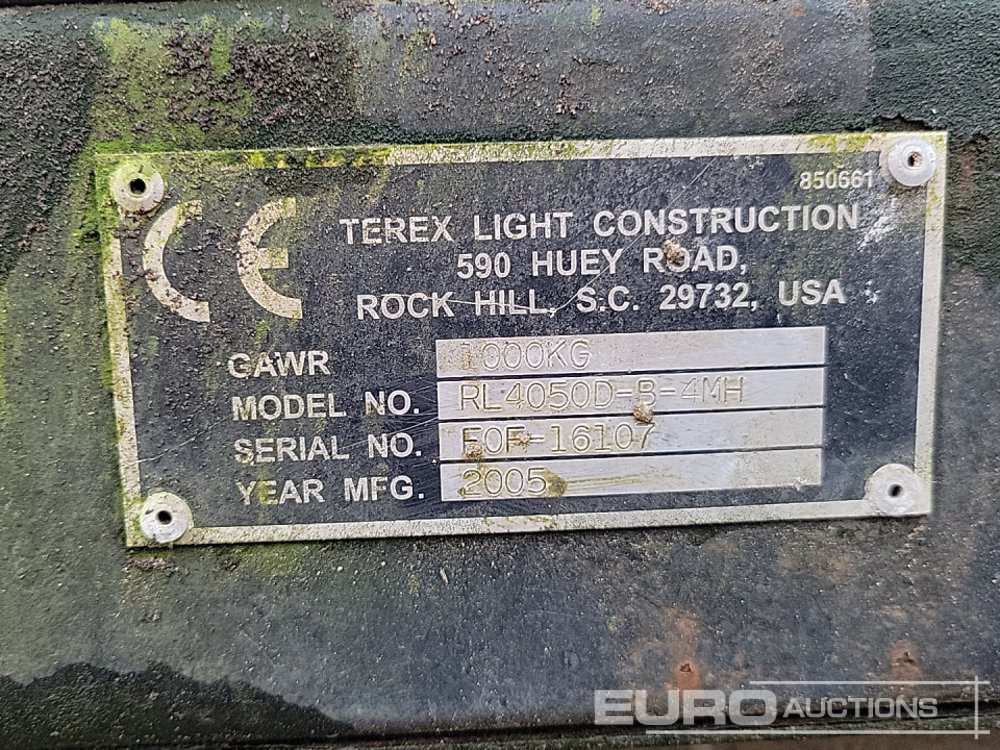 850661
CE
TEREX LIGHT CONSTRUCTION
590 HUEY ROAD,
ROCK HILL, S.C. 29732, USA
GAWR 1000KG
MODEL NO. RL4050D-B-4MH
SERIAL NO. FOF-16107
YEAR MFG. 2005
EURO AUCTIONS